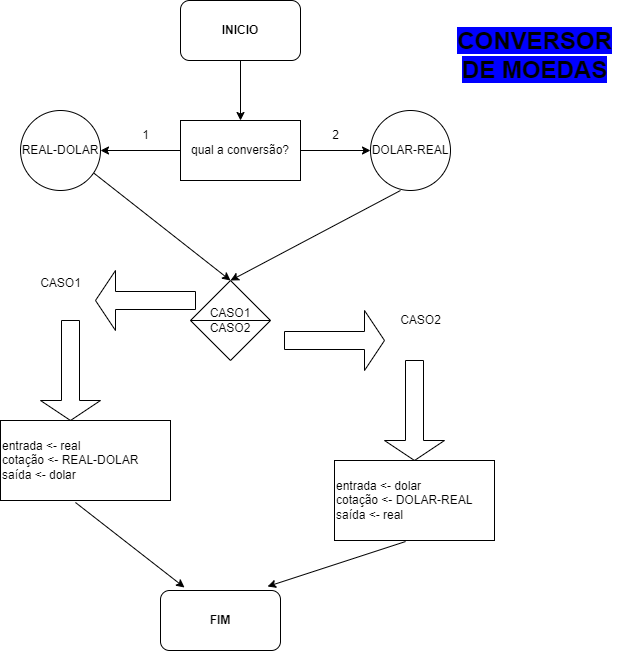 INICIO
CONVERSOR
DE MOEDAS
1
2
REAL-DOLAR
qual a conversão?
DOLAR-REAL
CASO1
CASO1
CASO2
CASO2
entrada <- real
cotação <- REAL-DOLAR
saída <- dolar
entrada <- dolar
cotação <- DOLAR-REAL
saída <- real
FIM